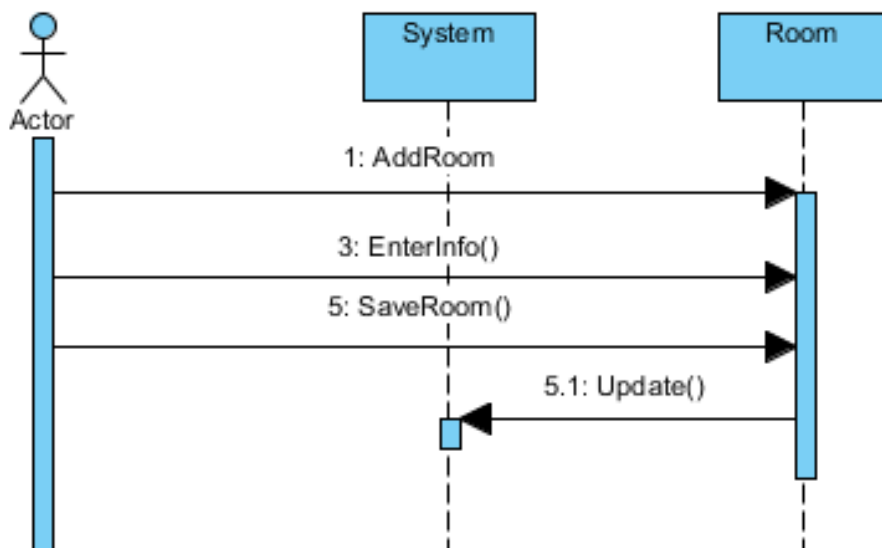 System
Room
Actor
1: AddRoom
3: EnterInfo()
5: SaveRoom()
5.1: Update()